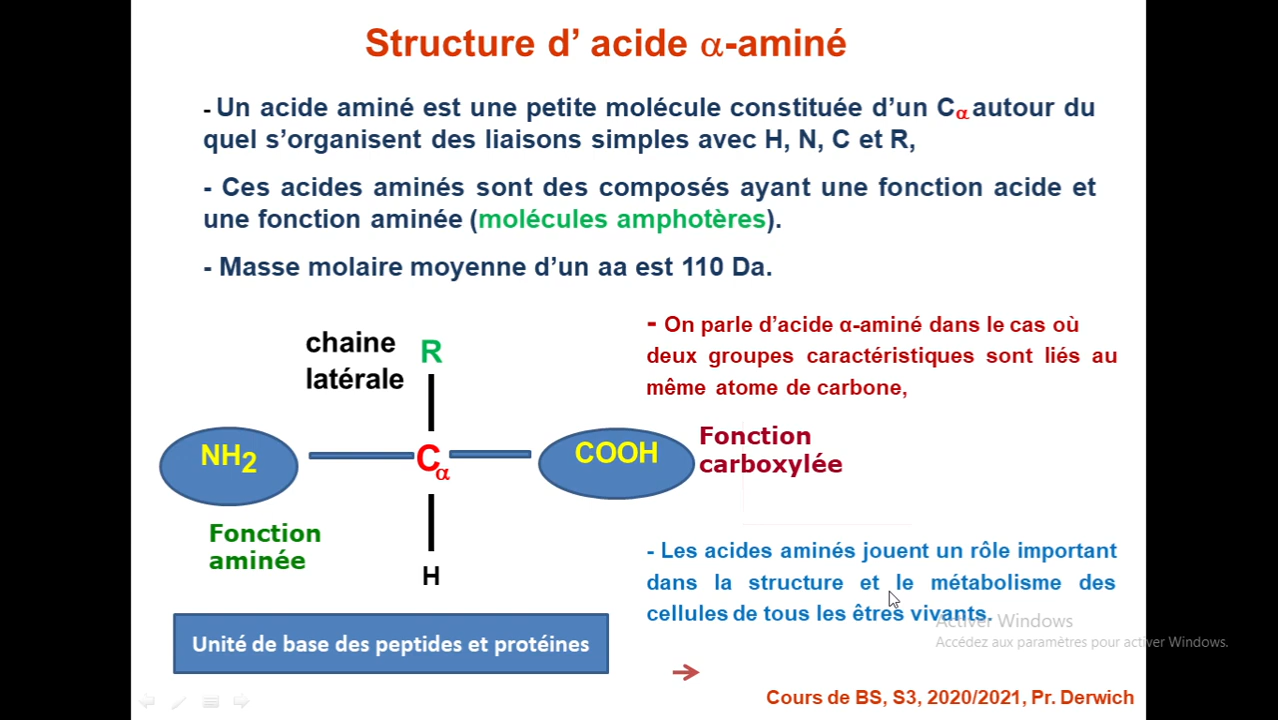 Structure d’ acide α-aminé
- Un acide aminé est une petite molécule constituée d’un Cα autour du
quel s’organisent des liaisons simples avec H, N, C et R,
- Ces acides aminés sont des composés ayant une fonction acide et
une fonction aminée (molécules amphotères).
- Masse molaire moyenne d’un aa est 110 Da.
- On parle d’acide α-aminé dans le cas où
deux groupes caractéristiques sont liés au
même atome de carbone,
chaine
latérale
R
NH2
Cα
COOH
Fonction
carboxylée
Fonction
aminée
H
- Les acides aminés jouent un rôle important
dans la structure et le métabolisme des
cellules de tous les êtres vivants.
Unité de base des peptides et protéines
Activer Windows
Accédez aux paramètres pour activer Windows.
Cours de BS, S3, 2020/2021, Pr. Derwich